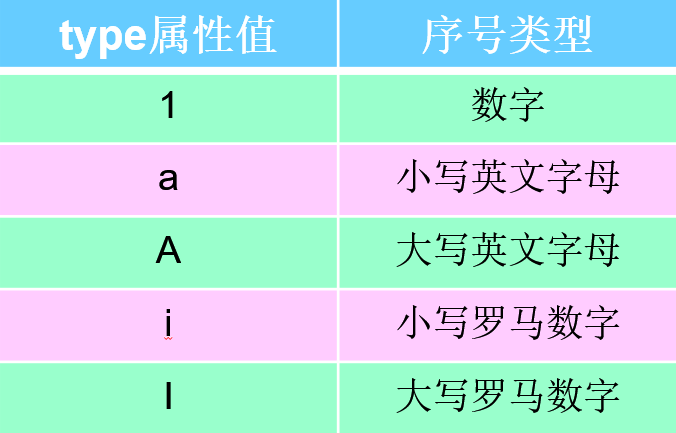 type属性值 序号类型
1 数字
a 小写英文字母
A 大写英文字母
i 小写罗马数字
I 大写罗马数字